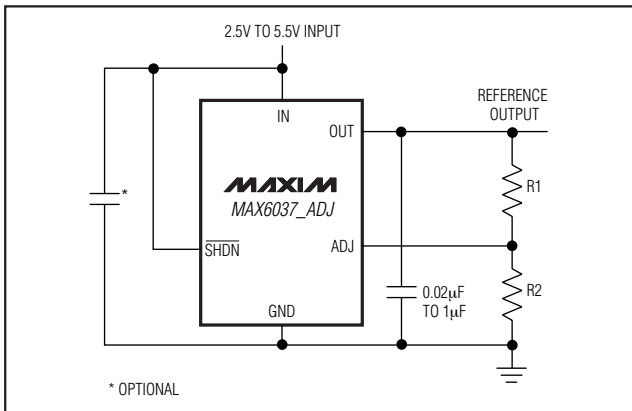 2.5V TO 5.5V INPUT
REFERENCE
OUTPUT
IN
OUT
R1
*
MAXIM
MAX6037_ADJ
SHDN
ADJ
0.02μF
TO 1μF
R2
GND
* OPTIONAL